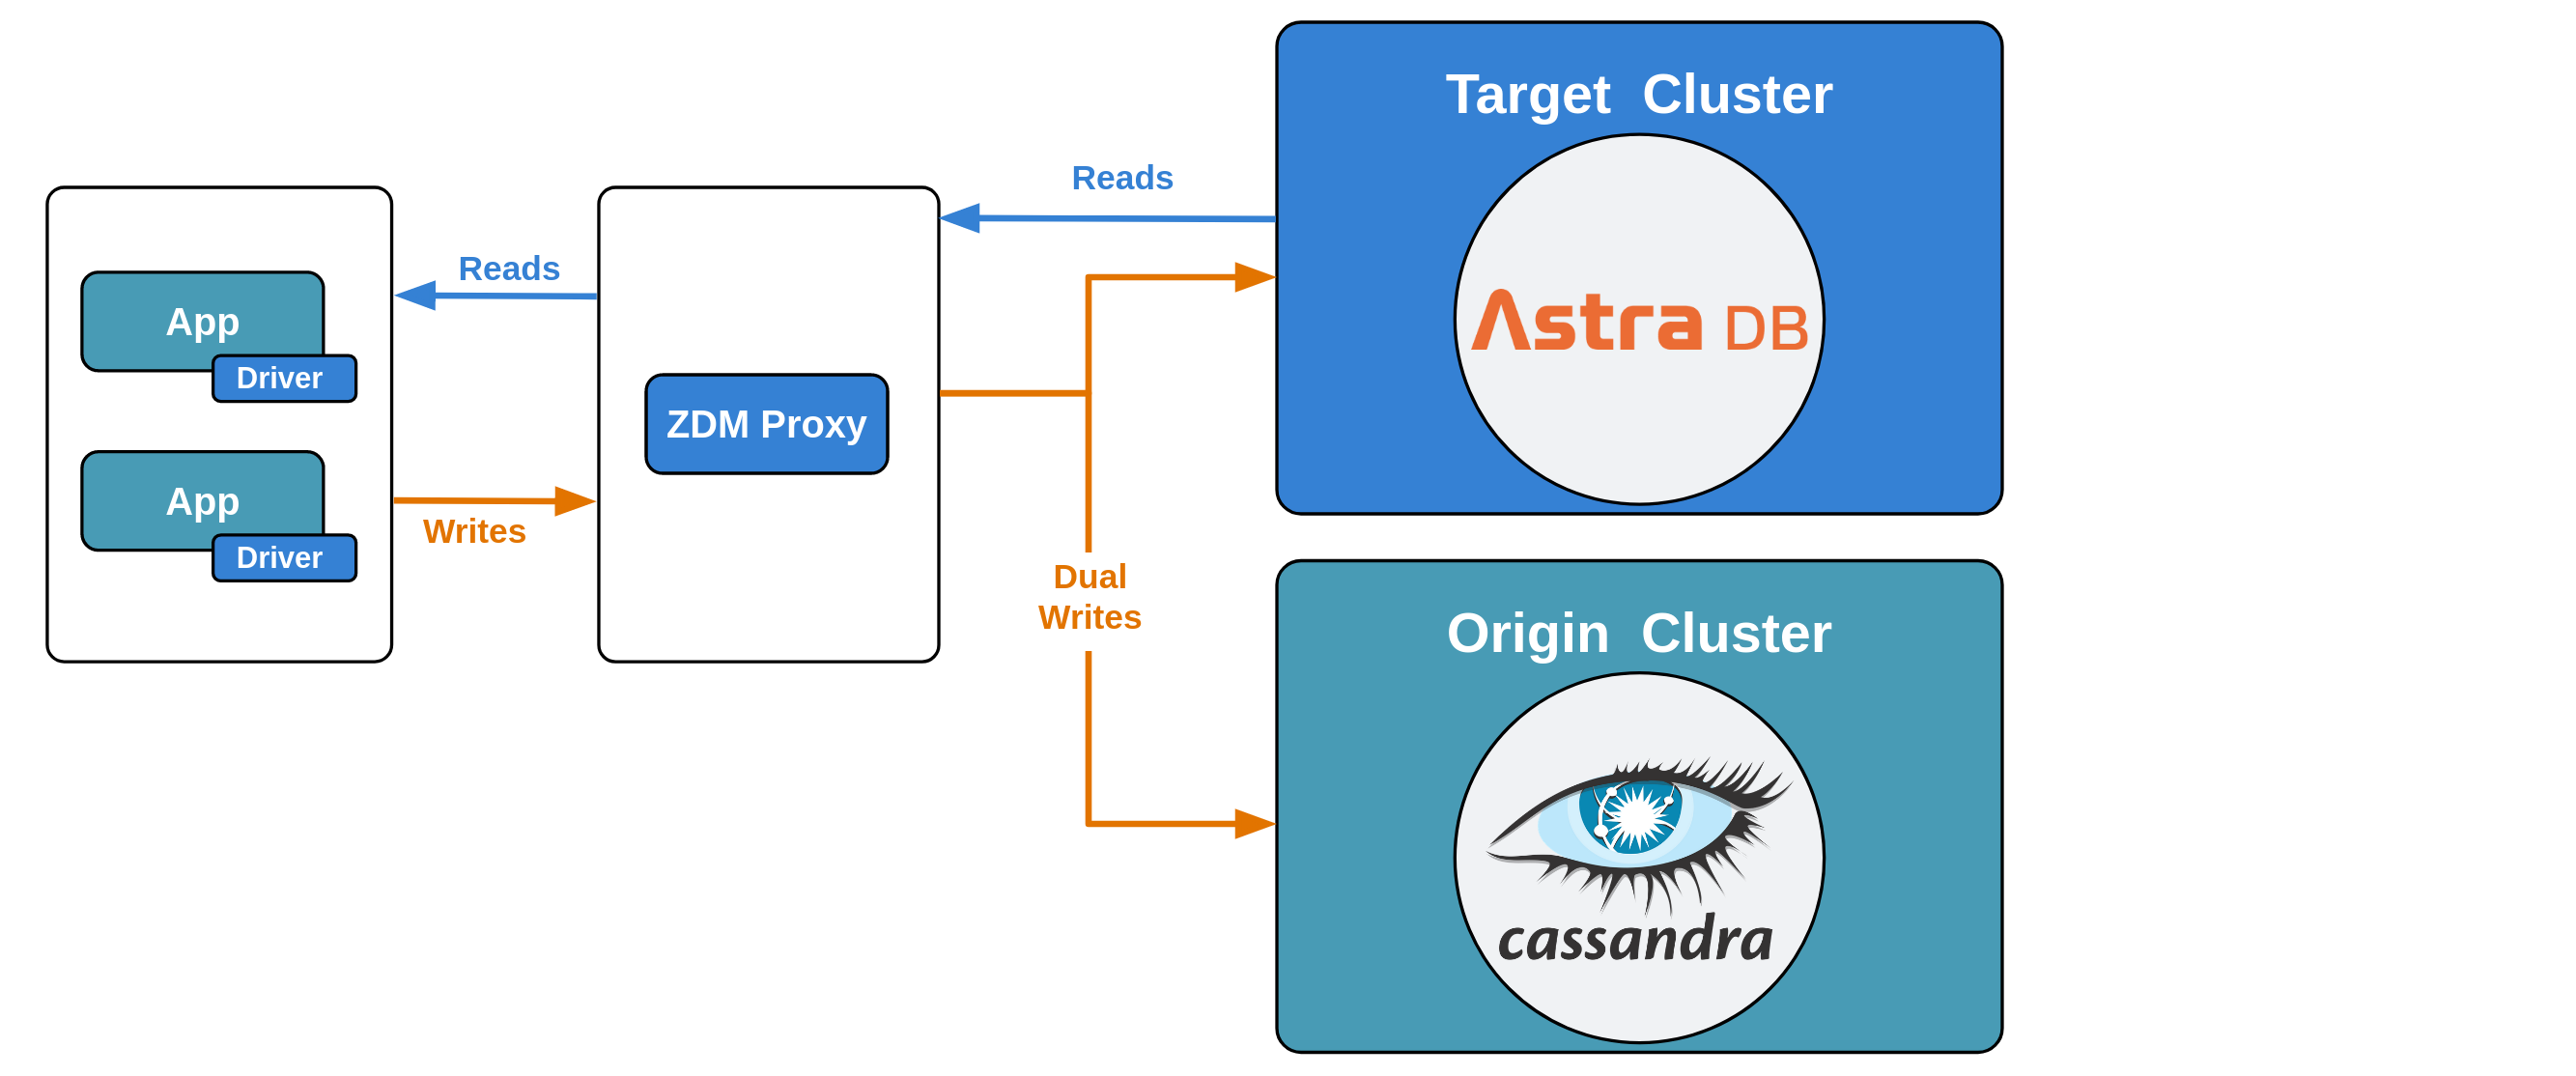 Target  Cluster
Reads
Reads
App
Driver
Astra DB
ZDM Proxy
App
Driver
Writes
Dual
Writes
Origin  Cluster
cassandra